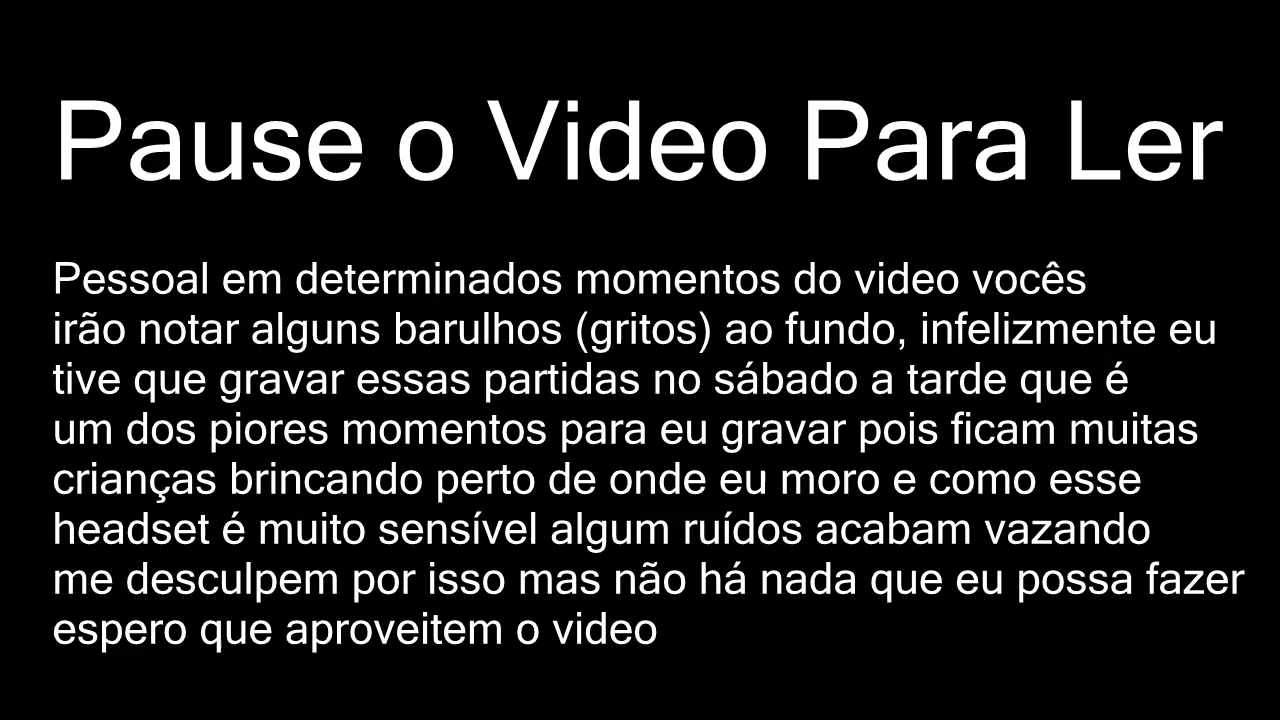 Pause o Video Para Ler
Pessoal em determinados momentos do video vocês
irão notar alguns barulhos (gritos) ao fundo, infelizmente eu
tive que gravar essas partidas no sábado a tarde que é
um dos piores momentos para eu gravar pois ficam muitas
crianças brincando perto de onde eu moro e como esse
headset é muito sensível algum ruídos acabam vazando
me desculpem por isso mas não há nada que eu possa fazer
espero que aproveitem o video